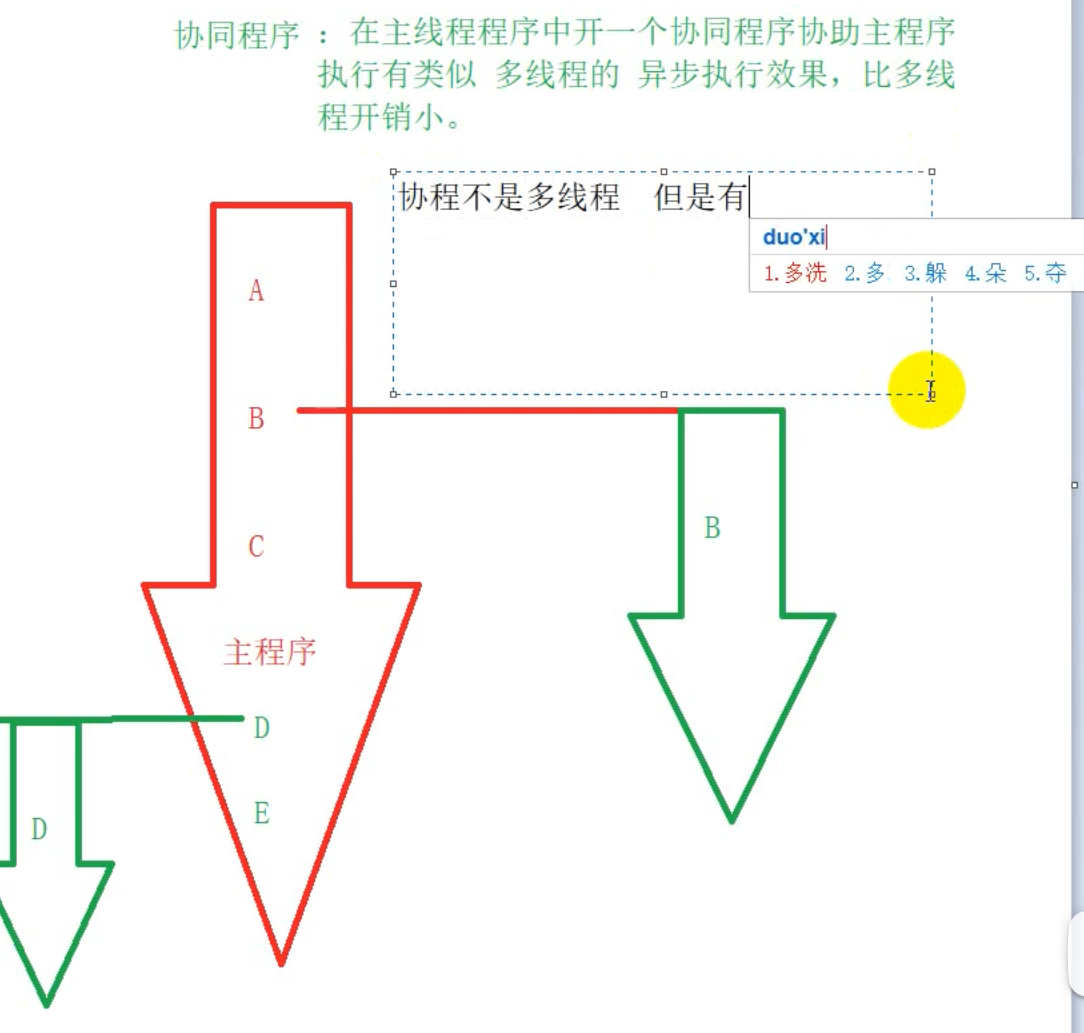 协同程序 : 在主线程程序中开一个协同程序协助主程序
执行有类似 多线程的 异步执行效果，比多线
程开销小。
协程不是多线程 但是有
duo'xi
1.多洗 2.多 3.躲 4.朵 5.夺
A
B
C
B
主程序
D
E
D